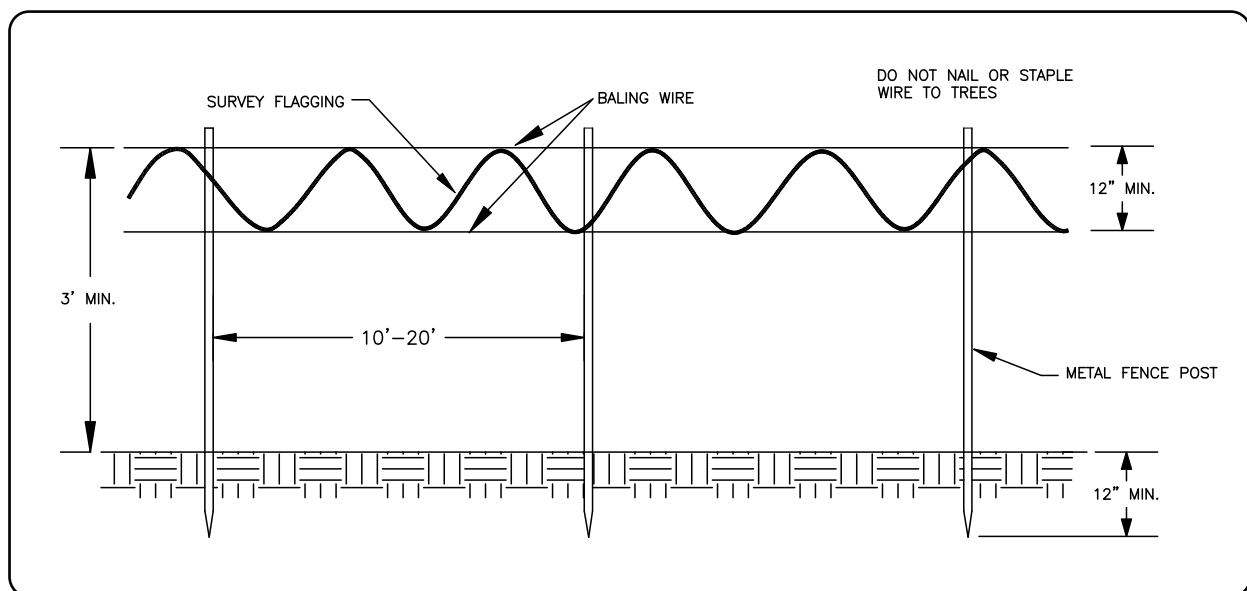 DO NOT NAIL OR STAPLE
WIRE TO TREES
SURVEY FLAGGING
BALING WIRE
12" MIN.
3' MIN.
10'-20'
METAL FENCE POST
12" MIN.